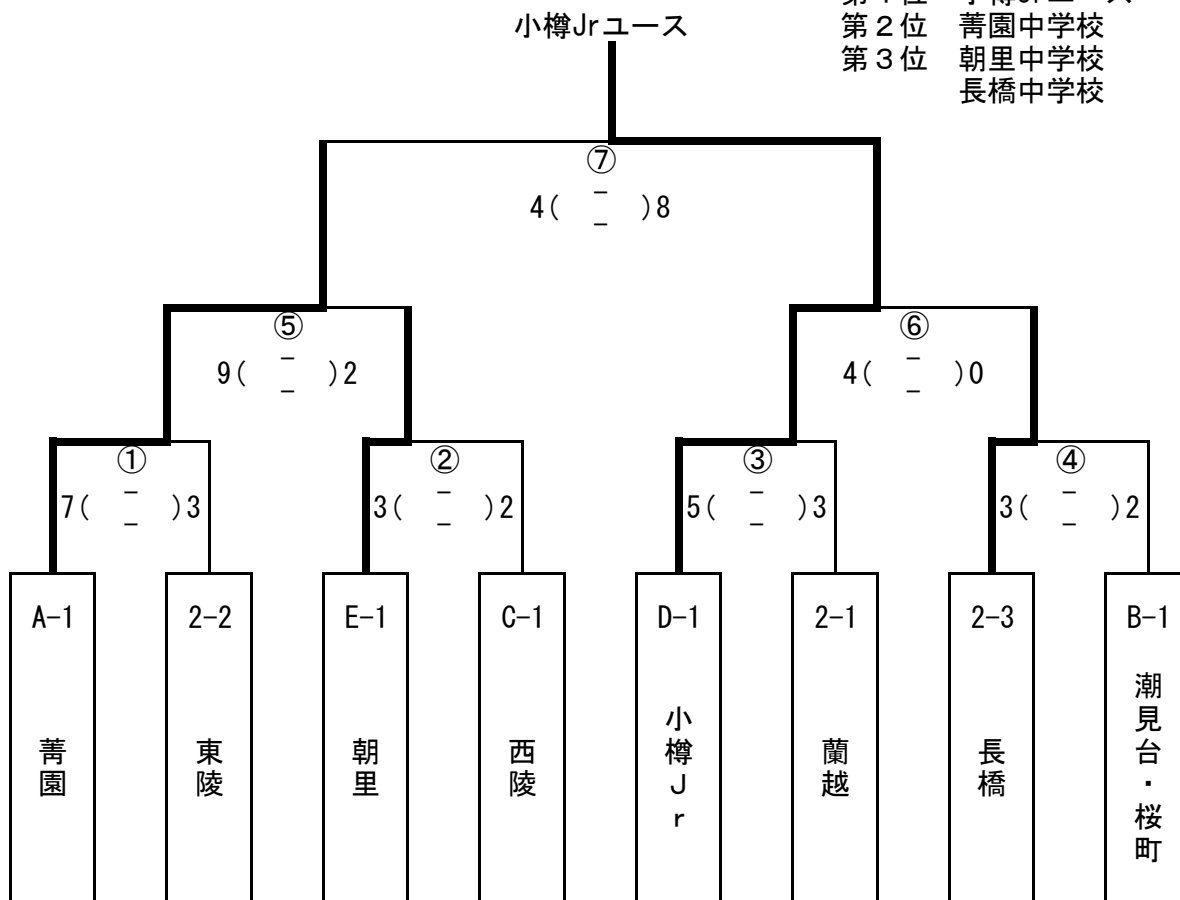 小樽Jrユース
第２位　菁園中学校
第３位　朝里中学校
長橋中学校
⑦
4(　－　)8
－
⑤
⑥
9(　－　)2
－
4(　－　)0
－
①
②
③
④
7(　－　)3
－
3(　－　)2
－
5(　－　)3
－
3(　－　)2
－
A−1
2−2
E−1
C−1
D−1
2−1
2−3
B−1
菁園
東陵
朝里
西陵
小樽Jr
蘭越
長橋
潮見台・桜町